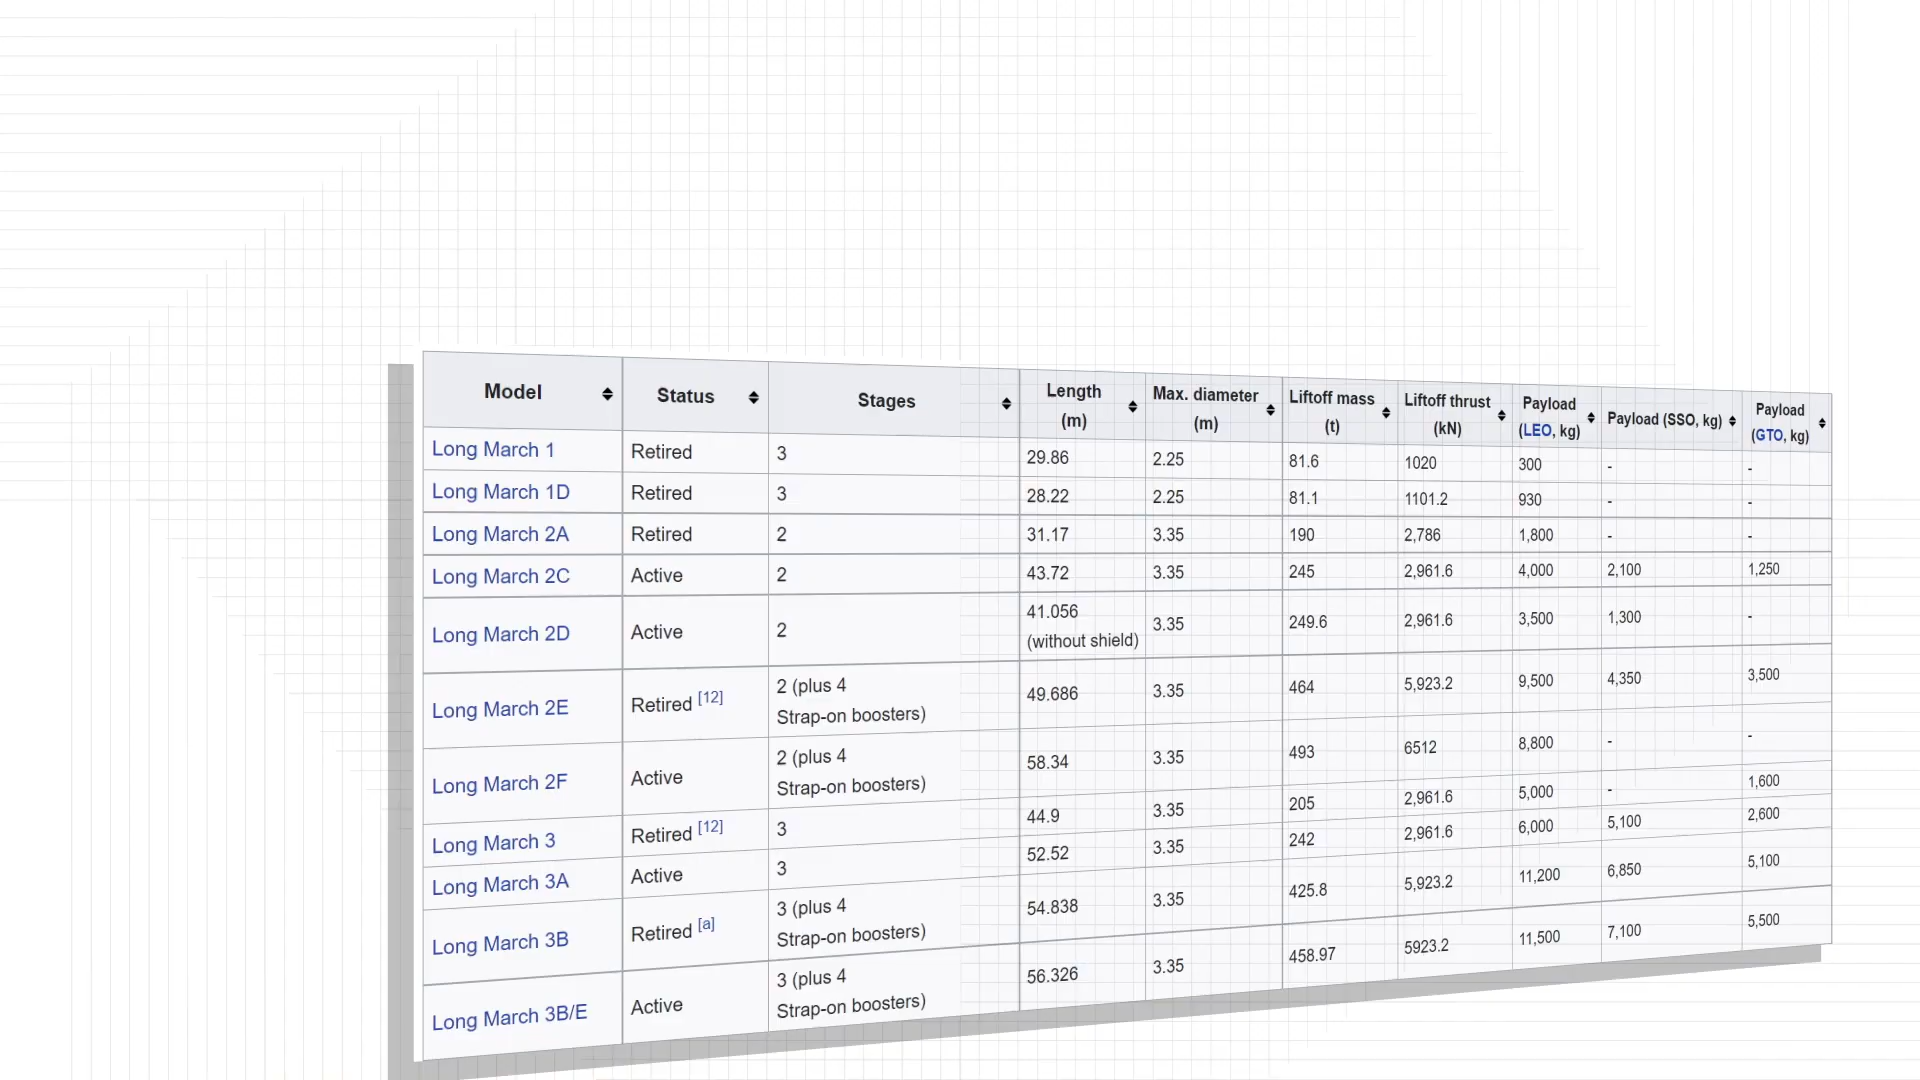 Model Status Stages Length (m) Max. diameter (m) Liftoff mass (t) Liftoff thrust (kN) Payload (LEO, kg) Payload (SSO, kg) Payload (GTO, kg)
Long March 1 Retired 3 29.86 2.25 81.6 1020 300 - -
Long March 1D Retired 3 28.22 2.25 81.1 1101.2 930 - -
Long March 2A Retired 2 31.17 3.35 190 2,786 1,800 - -
Long March 2C Active 2 43.72 3.35 245 2,961.6 4,000 2,100 1,250
Long March 2D Active 2 41.056 (without shield) 3.35 249.6 2,961.6 3,500 1,300 -
Long March 2E Retired [12] 2 (plus 4 Strap-on boosters) 49.686 3.35 464 5,923.2 9,500 4,350 3,500
Long March 2F Active 2 (plus 4 Strap-on boosters) 58.34 3.35 493 6512 8,800 - -
Long March 3 Retired [12] 3 44.9 3.35 205 2,961.6 5,000 - 1,600
Long March 3A Active 3 52.52 3.35 242 2,961.6 6,000 5,100 2,600
Long March 3B Retired [a] 3 (plus 4 Strap-on boosters) 54.838 3.35 425.8 5,923.2 11,200 6,850 5,100
Long March 3B/E Active 3 (plus 4 Strap-on boosters) 56.326 3.35 458.97 5923.2 11,500 7,100 5,500